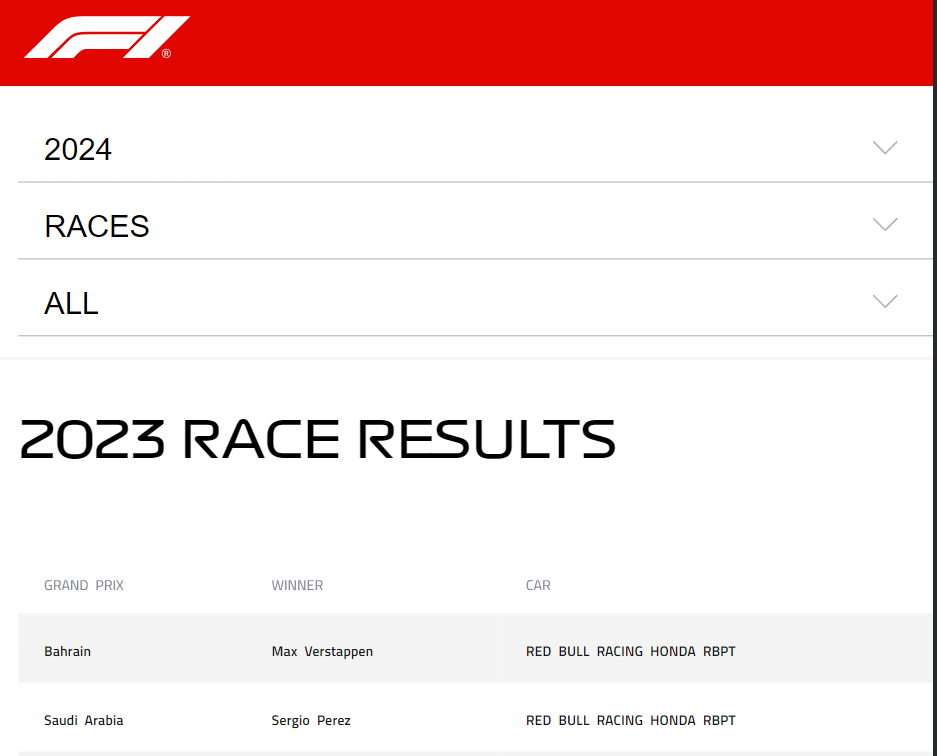 F1®
2024
RACES
ALL
2023 RACE RESULTS
GRAND PRIX WINNER CAR
Bahrain Max Verstappen RED BULL RACING HONDA RBPT
Saudi Arabia Sergio Perez RED BULL RACING HONDA RBPT